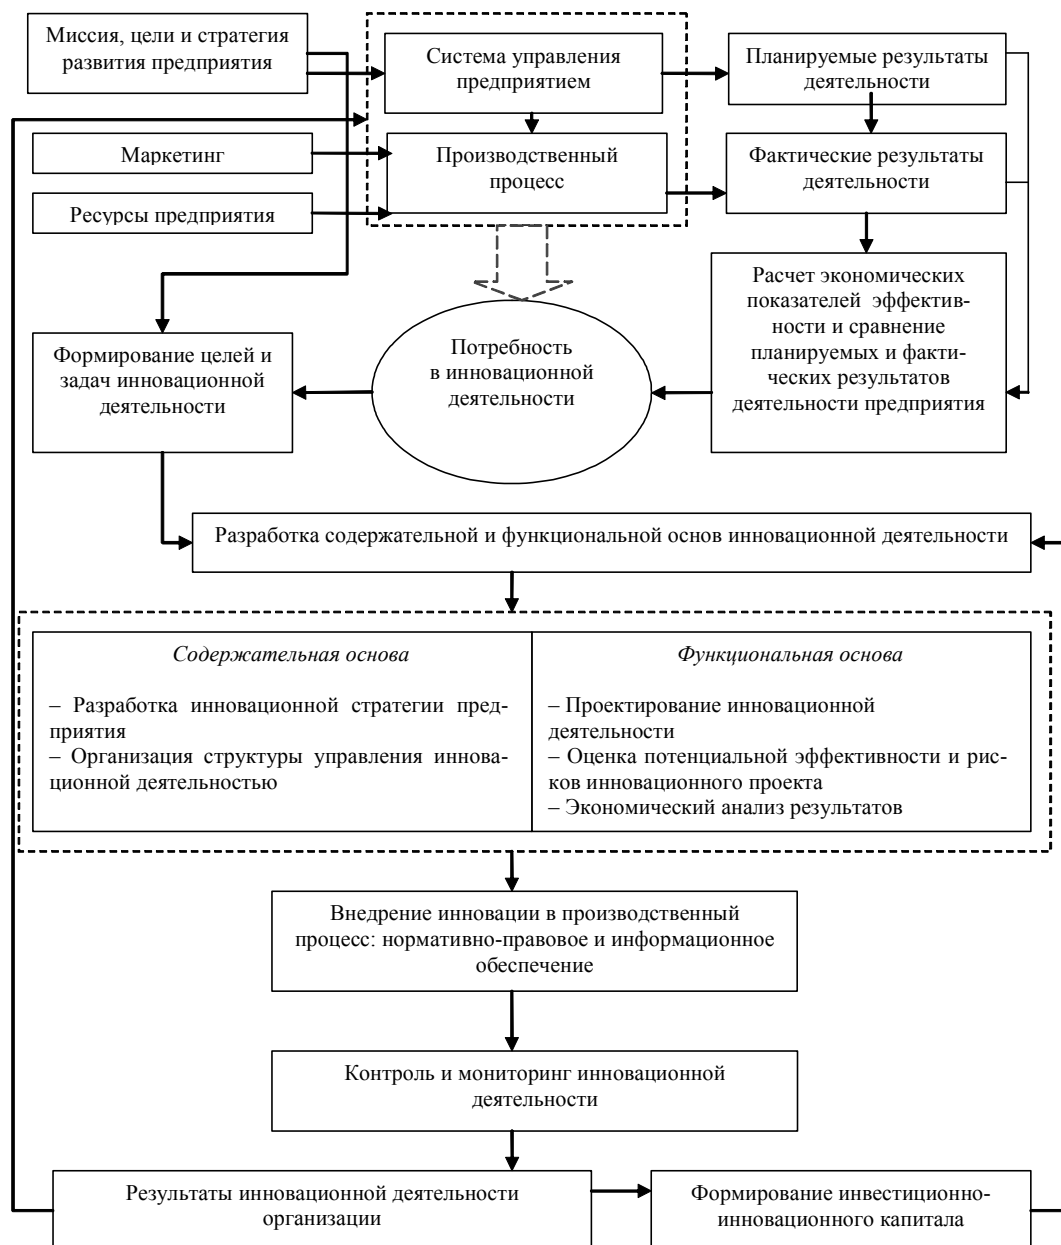 Миссия, цели и стратегия
развития предприятия
Система управления
предприятием
Планируемые результаты
деятельности
Маркетинг
Производственный
процесс
Фактические результаты
деятельности
Ресурсы предприятия
Расчет экономических
показателей эффектив-
ности и сравнение
планируемых и факти-
ческих результатов
деятельности предприятия
Потребность
в инновационной
деятельности
Формирование целей и
задач инновационной
деятельности
Разработка содержательной и функциональной основ инновационной деятельности
Содержательная основа
– Разработка инновационной стратегии пред-
приятия
– Организация структуры управления иннова-
ционной деятельностью
Функциональная основа
– Проектирование инновационной
деятельности
– Оценка потенциальной эффективности и рис-
ков инновационного проекта
– Экономический анализ результатов
Внедрение инновации в производственный
процесс: нормативно-правовое и информационное
обеспечение
Контроль и мониторинг инновационной
деятельности
Результаты инновационной деятельности
организации
Формирование инвестиционно-
инновационного капитала